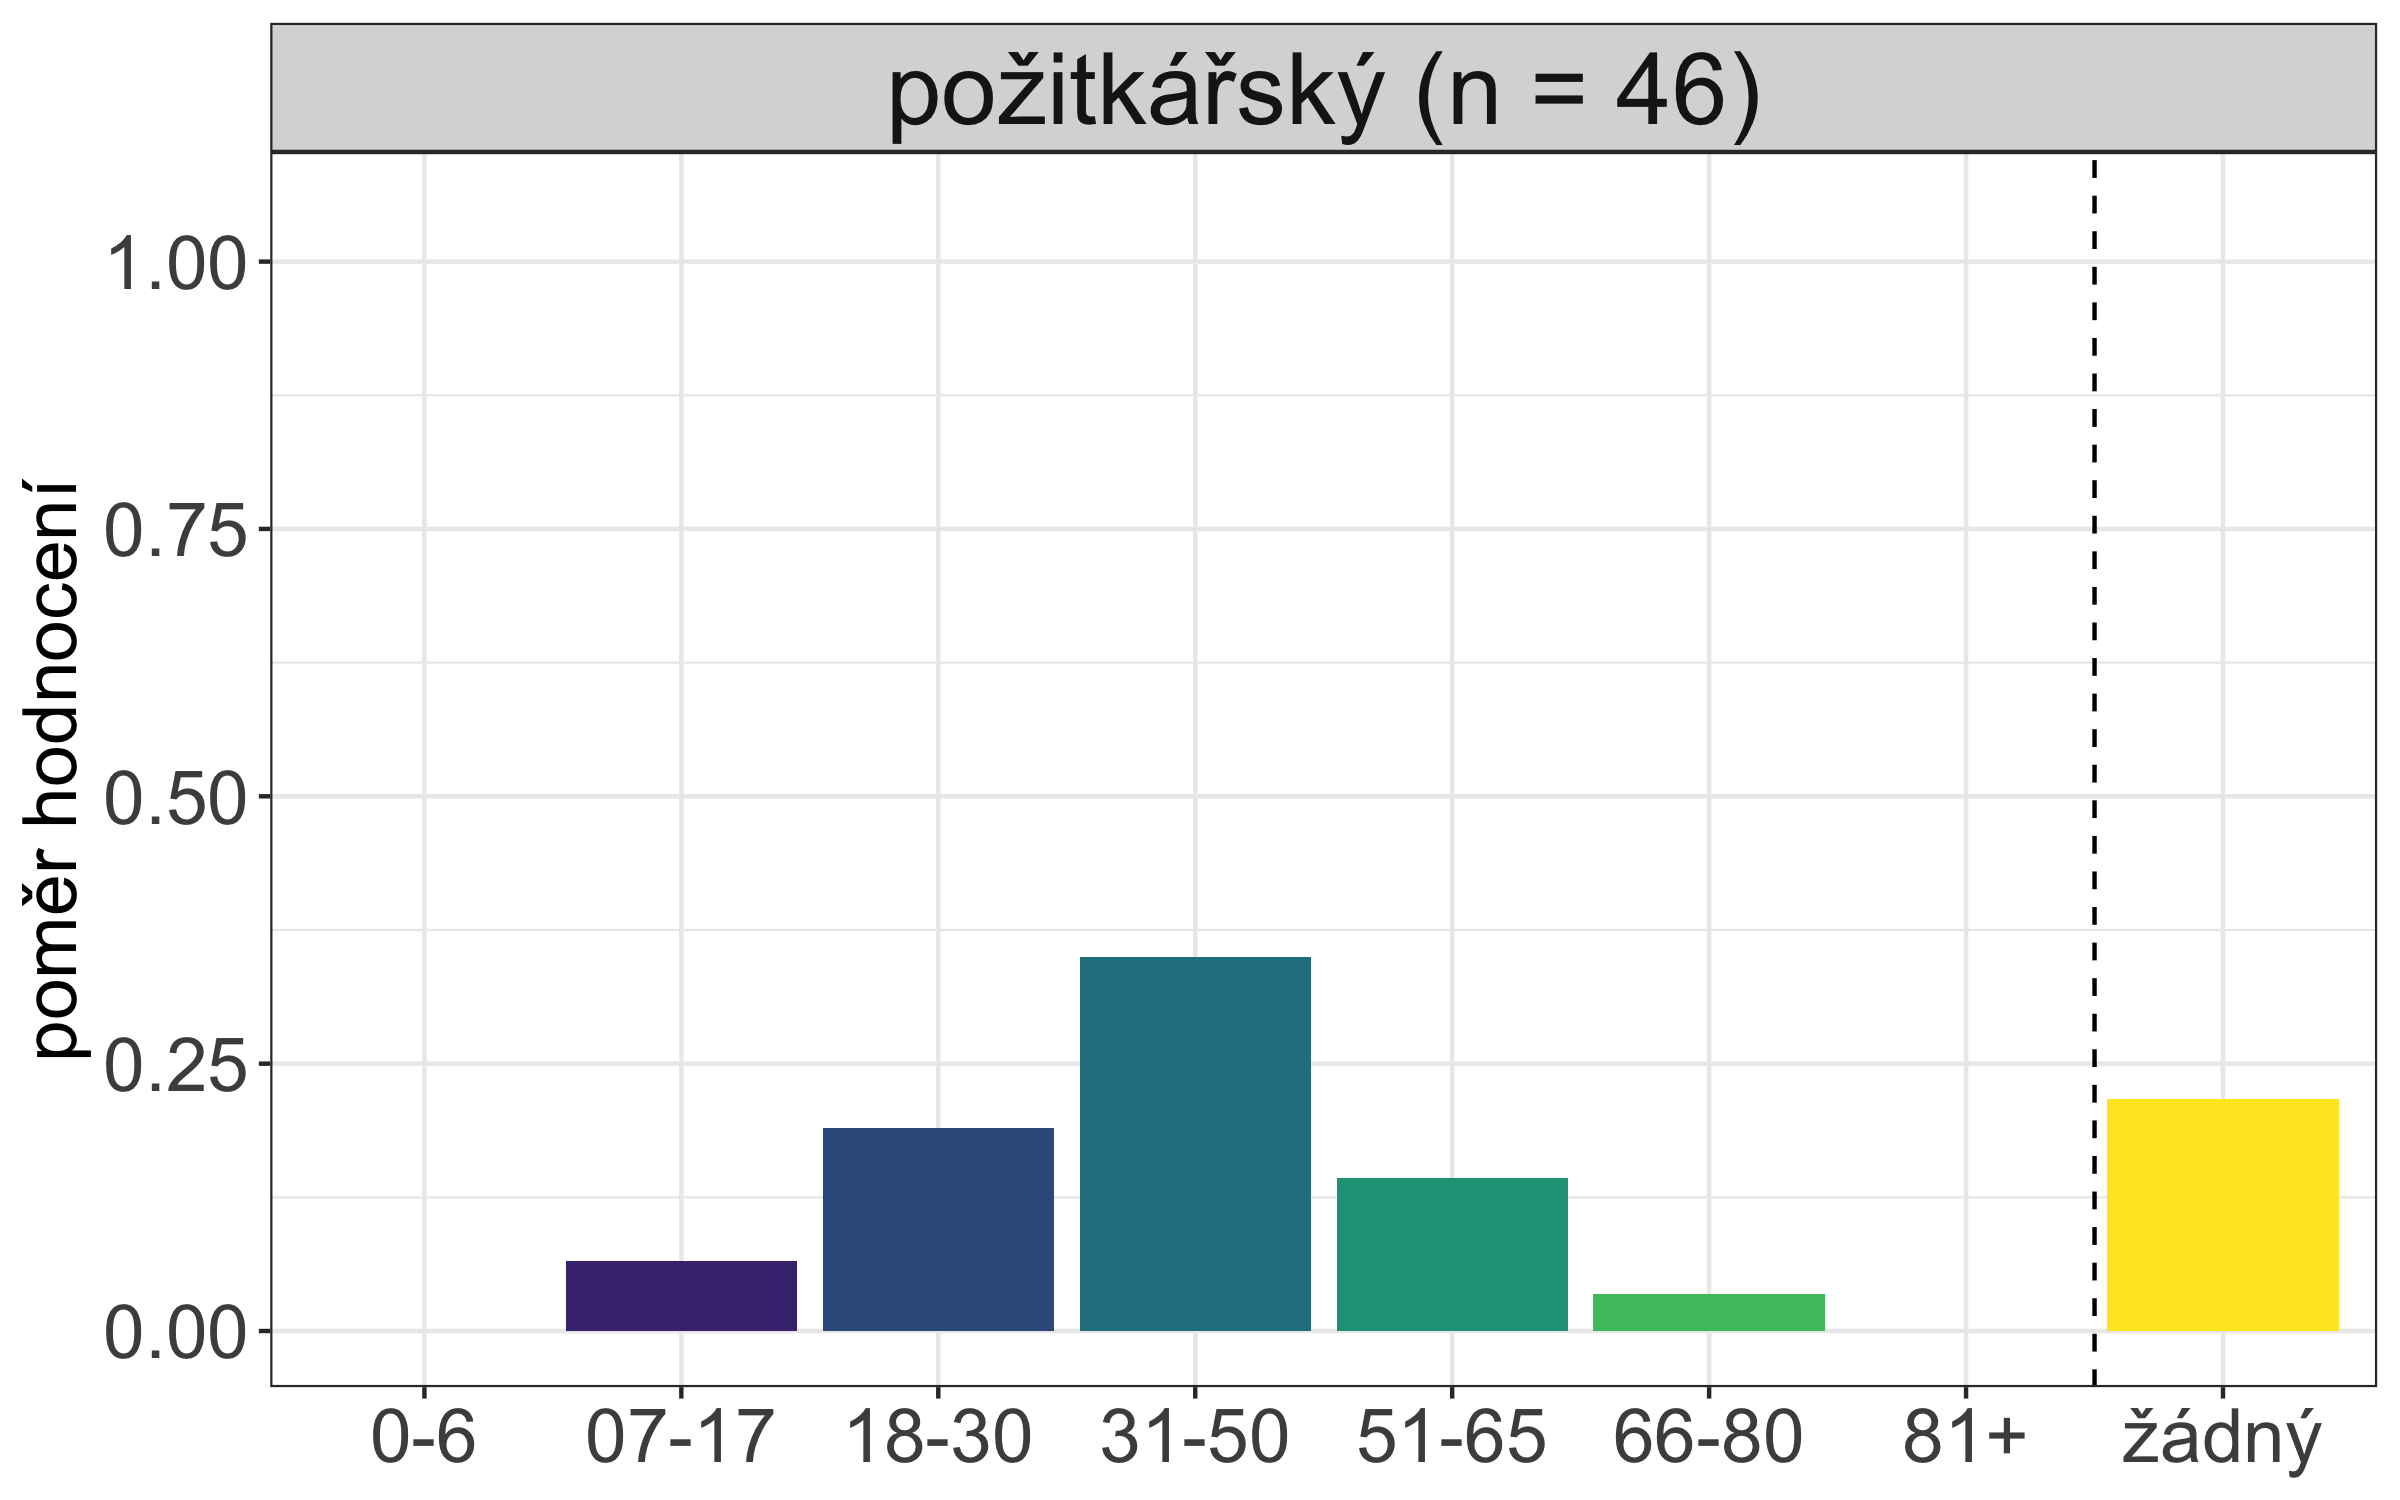 požitkářský (n = 46)
poměr hodnocení
1.00
0.75
0.50
0.25
0.00
0-6 07-17 18-30 31-50 51-65 66-80 81+ žádný